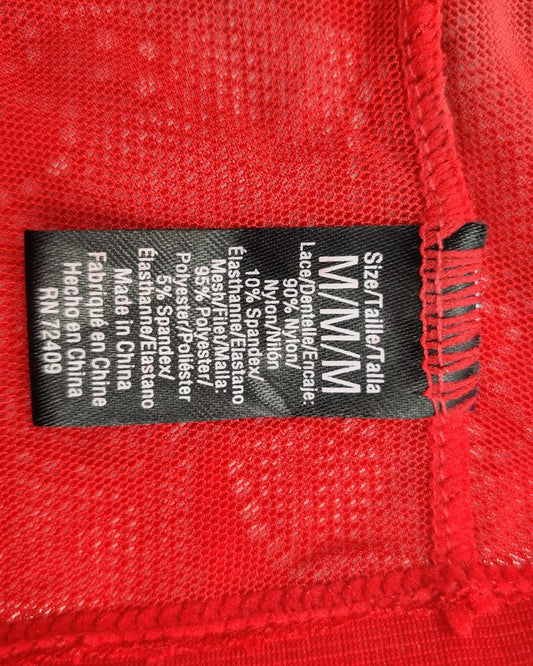 Size/Taille/Talla
M/M/M
Lace/Dentelle/Encaje:
90% Nylon/
Nylon/Nilón
10% Spandex/
Élasthanne/Elastano
Mesh/Filet/Malla:
95% Polyester/
Polyester/Poliéster
5% Spandex/
Élasthanne/Elastano
Made in China
Fabriqué en Chine
Hecho en China
RN 72409